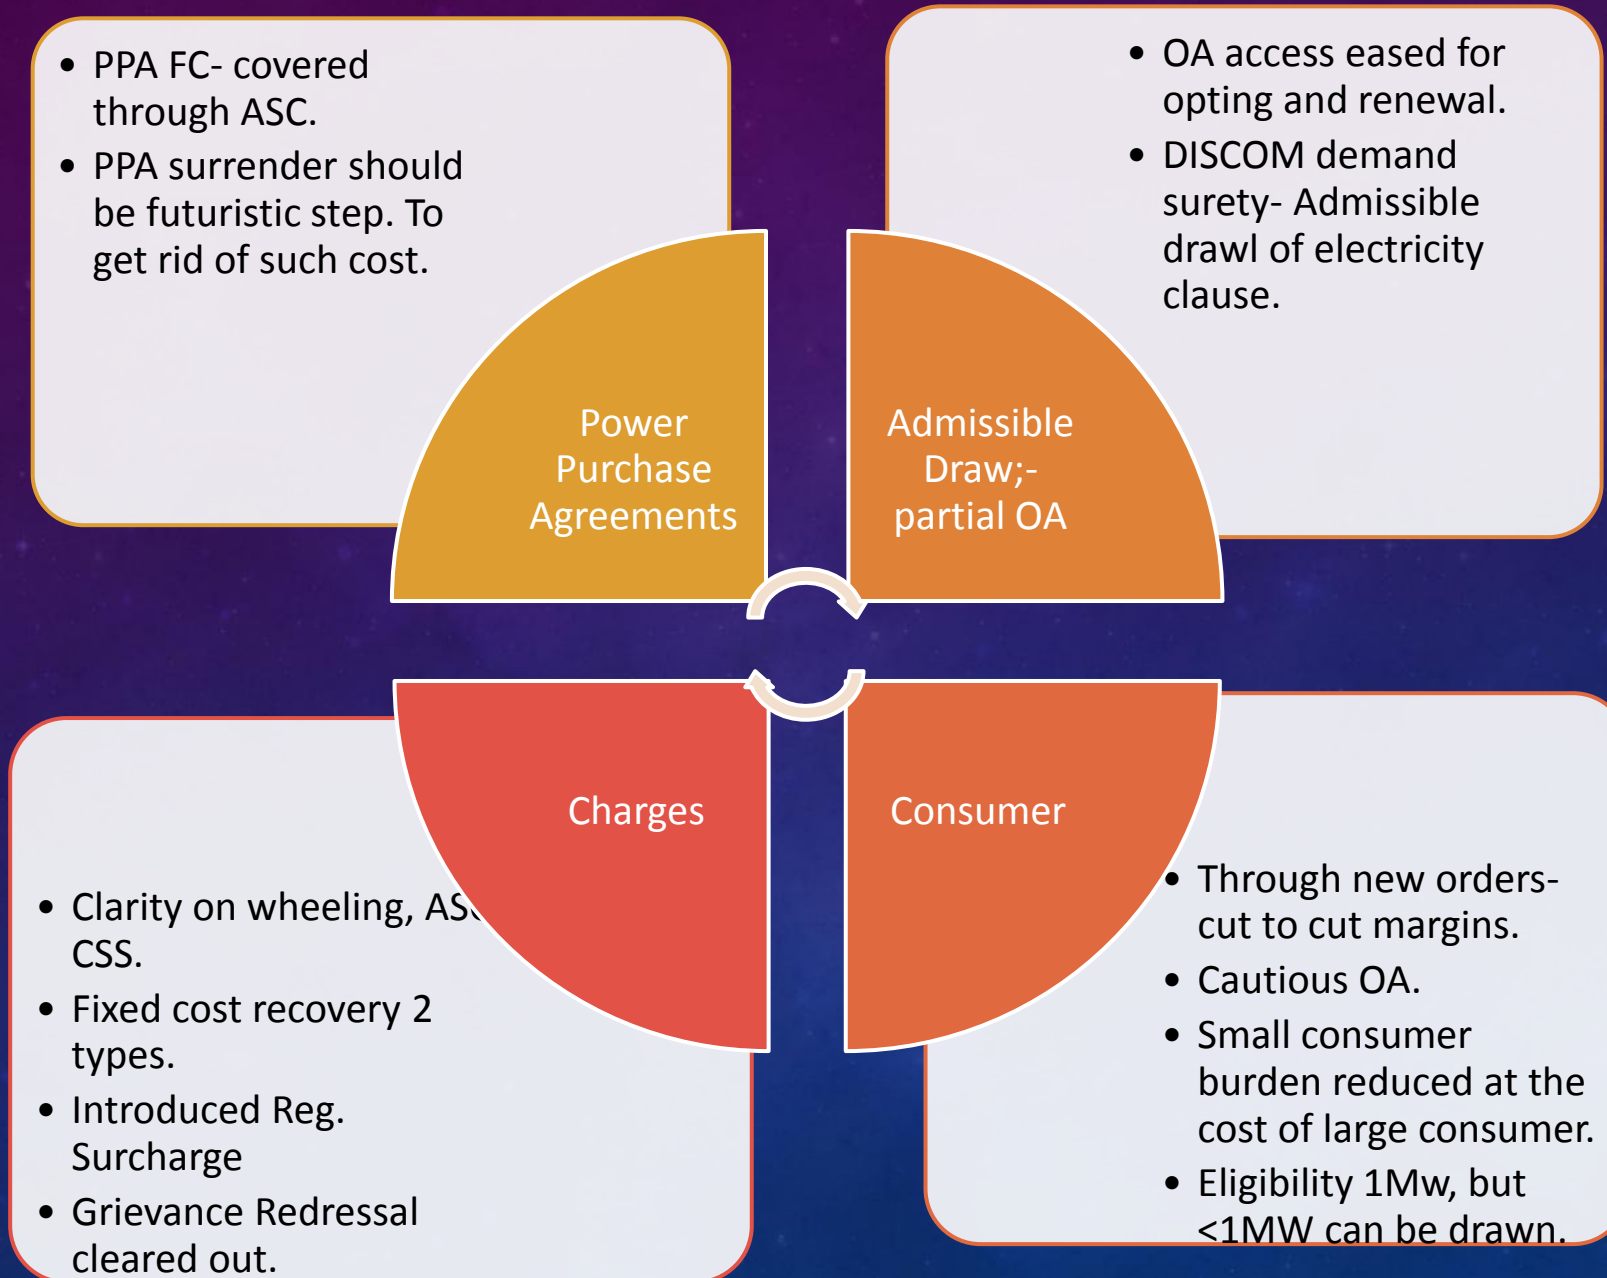 • PPA FC- covered
through ASC.
• PPA surrender should
be futuristic step. To
get rid of such cost.
• OA access eased for
opting and renewal.
• DISCOM demand
surety- Admissible
drawl of electricity
clause.
Power
Purchase
Agreements
Admissible
Draw;-
partial OA
Charges
Consumer
• Clarity on wheeling,
CSS.
• Fixed cost recovery 2
types.
• Introduced Reg.
Surcharge
• Grievance Redressal
cleared out.
• Through new orders-
cut to cut margins.
• Cautious OA.
• Small consumer
burden reduced at the
cost of large consumer.
• Eligibility 1Mw, but
<1MW can be drawn.